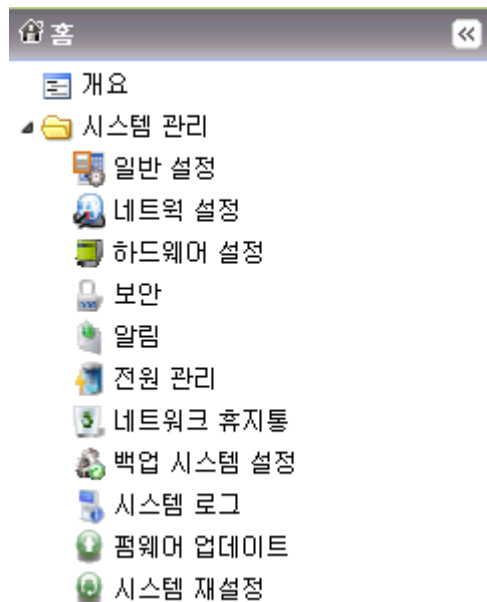 홈
개요
시스템 관리
일반 설정
네트웍 설정
하드웨어 설정
보안
알림
전원 관리
네트워크 휴지통
백업 시스템 설정
시스템 로그
펌웨어 업데이트
시스템 재설정